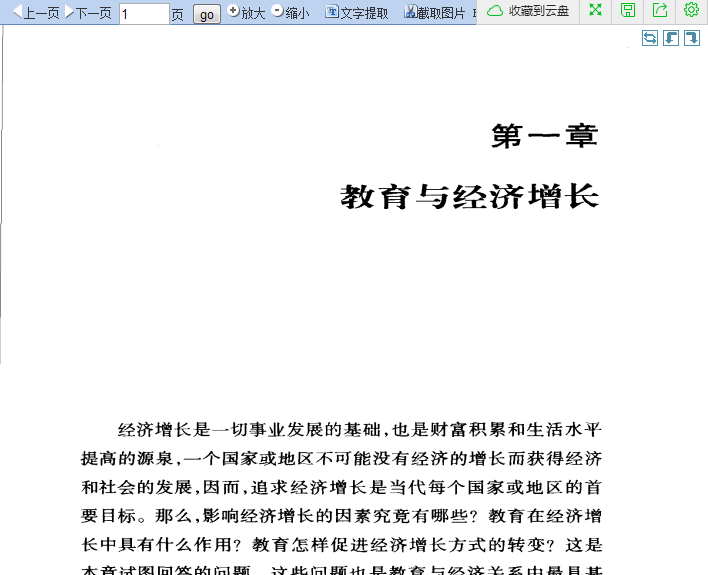 上一页 下一页 1 页 go 放大 缩小 文字提取 截取图片 收藏到云盘
第一章
教育与经济增长
经济增长是一切事业发展的基础,也是财富积累和生活水平
提高的源泉,一个国家或地区不可能没有经济的增长而获得经济
和社会的发展,因而,追求经济增长是当代每个国家或地区的首
要目标。那么,影响经济增长的因素究竟有哪些? 教育在经济增
长中具有什么作用? 教育怎样促进经济增长方式的转变? 这是
本章试图回答的问题。这些问题也是教育与经济关系中最具基